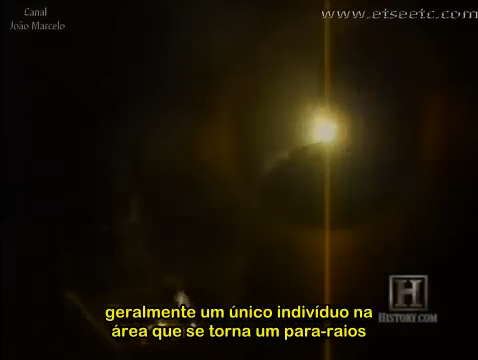 Canal
João Marcelo
www.etseetc.com
H
HISTORY.COM
geralmente um único indivíduo na
área que se torna um para-raios